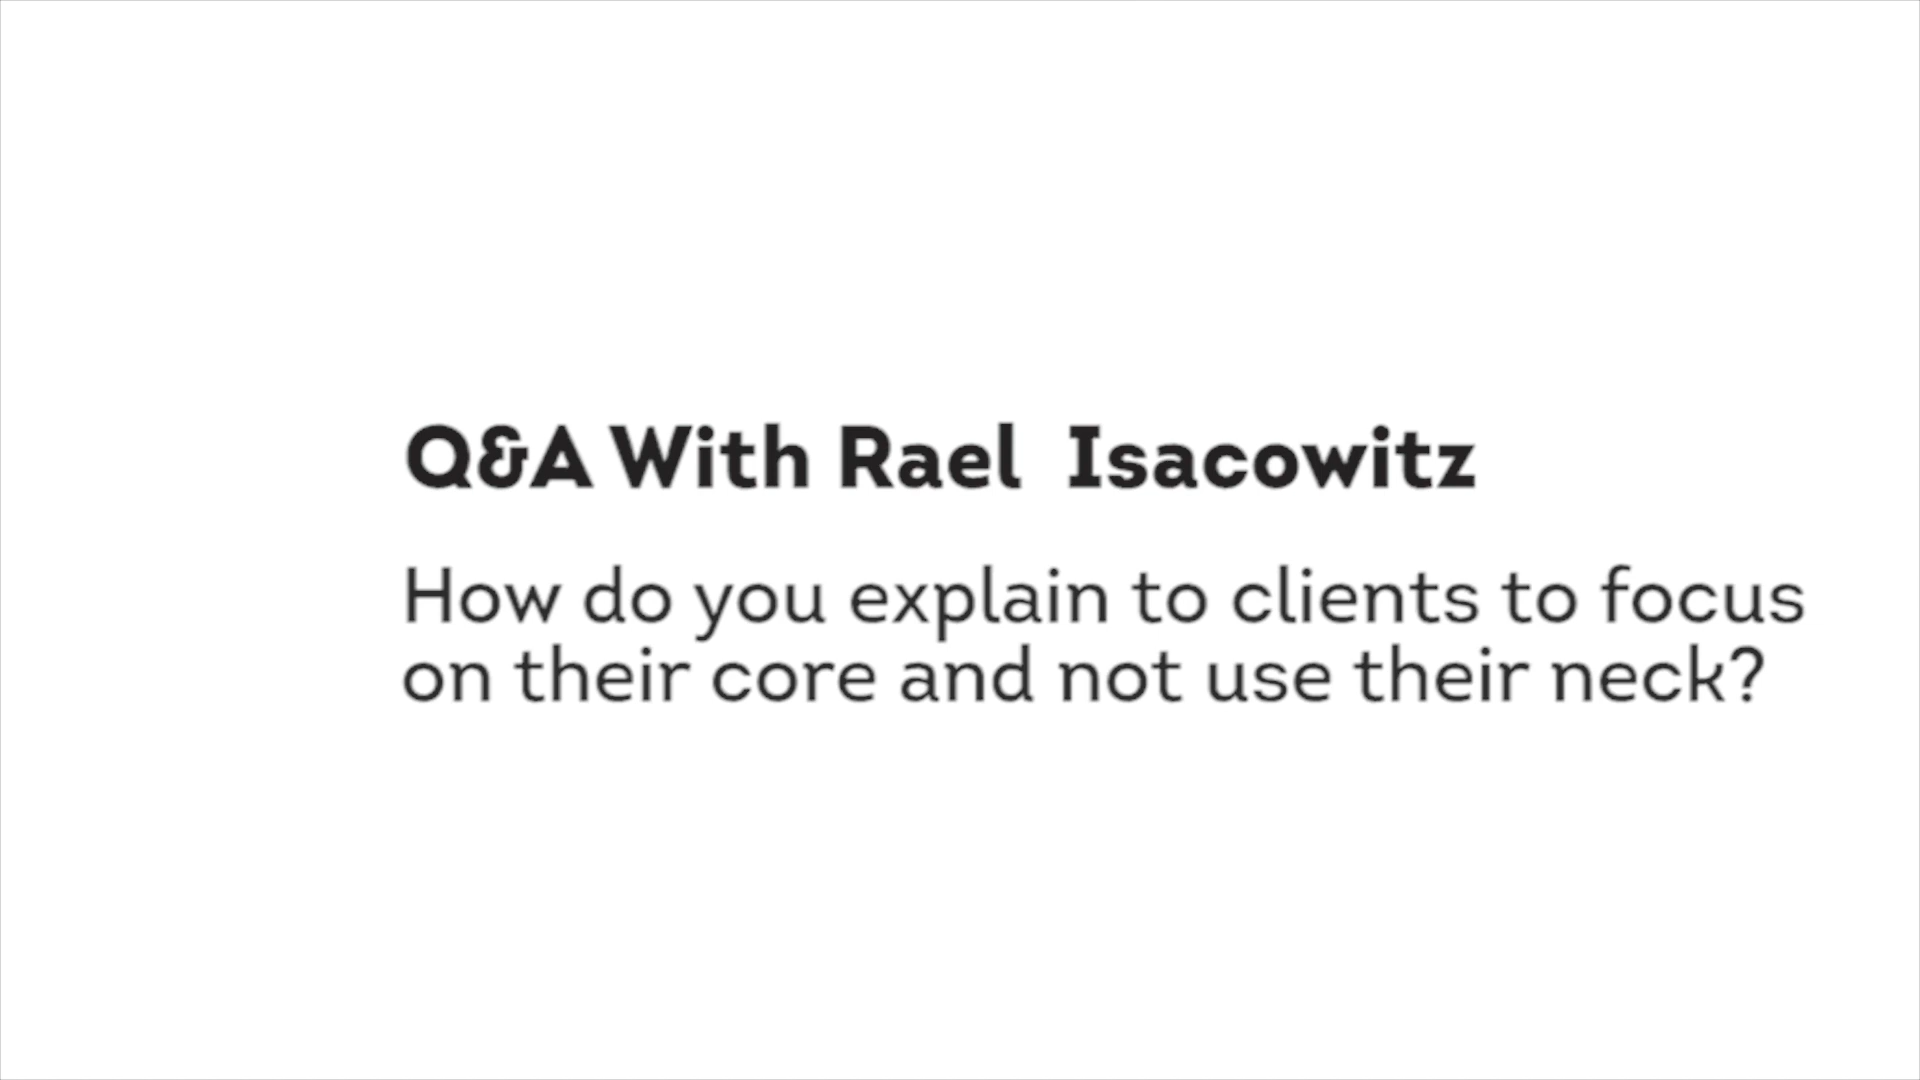 Q&A With Rael  Isacowitz
How do you explain to clients to focus
on their core and not use their neck?